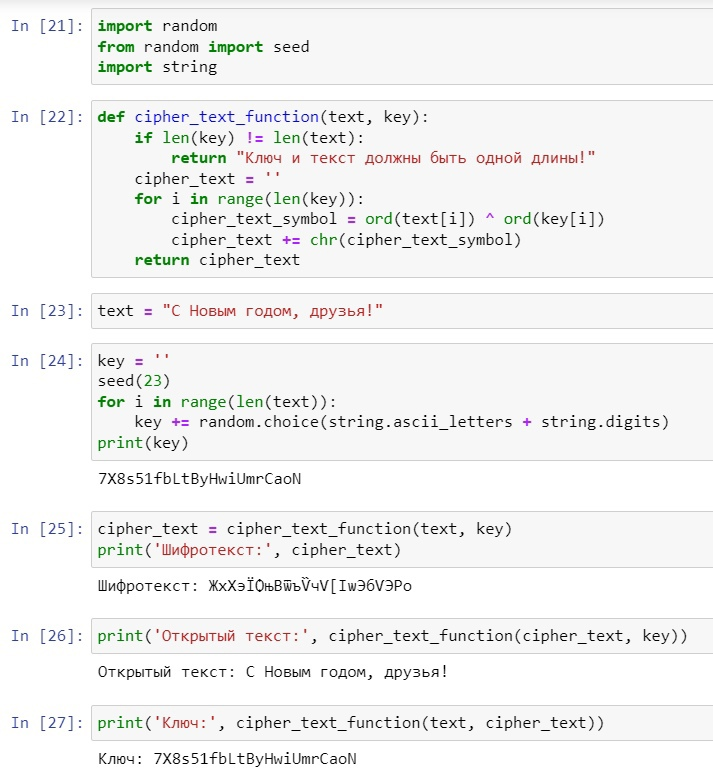 In [21]: import random
from random import seed
import string
In [22]: def cipher_text_function(text, key):
if len(key) != len(text):
return "Ключ и текст должны быть одной длины!"
cipher_text = ''
for i in range(len(key)):
cipher_text_symbol = ord(text[i]) ^ ord(key[i])
cipher_text += chr(cipher_text_symbol)
return cipher_text
In [23]: text = "С Новым годом, друзья!"
In [24]: key = ''
seed(23)
for i in range(len(text)):
key += random.choice(string.ascii_letters + string.digits)
print(key)
7X8s51fbLtByHwiUmrCaoN
In [25]: cipher_text = cipher_text_function(text, key)
print('Шифротекст:', cipher_text)
Шифротекст: ЖxХэЇѺњBѿъѶчѴ[IѡЭбѴЭРo
In [26]: print('Открытый текст:', cipher_text_function(cipher_text, key))
Открытый текст: С Новым годом, друзья!
In [27]: print('Ключ:', cipher_text_function(text, cipher_text))
Ключ: 7X8s51fbLtByHwiUmrCaoN